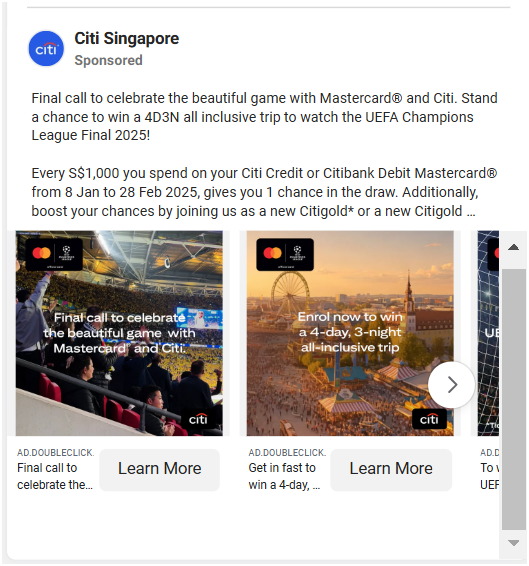 citi
Citi Singapore
Sponsored
Final call to celebrate the beautiful game with Mastercard® and Citi. Stand
a chance to win a 4D3N all inclusive trip to watch the UEFA Champions
League Final 2025!
Every S$1,000 you spend on your Citi Credit or Citibank Debit Mastercard®
from 8 Jan to 28 Feb 2025, gives you 1 chance in the draw. Additionally,
boost your chances by joining us as a new Citigold* or a new Citigold ...
Final call to celebrate
the beautiful game with
Mastercard® and Citi.
citi
Enrol now to win
a 4-day, 3-night
all-inclusive trip
citi
UE
AD.DOUBLECLICK.
Final call to
celebrate the...
Learn More
AD.DOUBLECLICK.
Get in fast to
win a 4-day, ...
Learn More
AD.D
To v
UEF